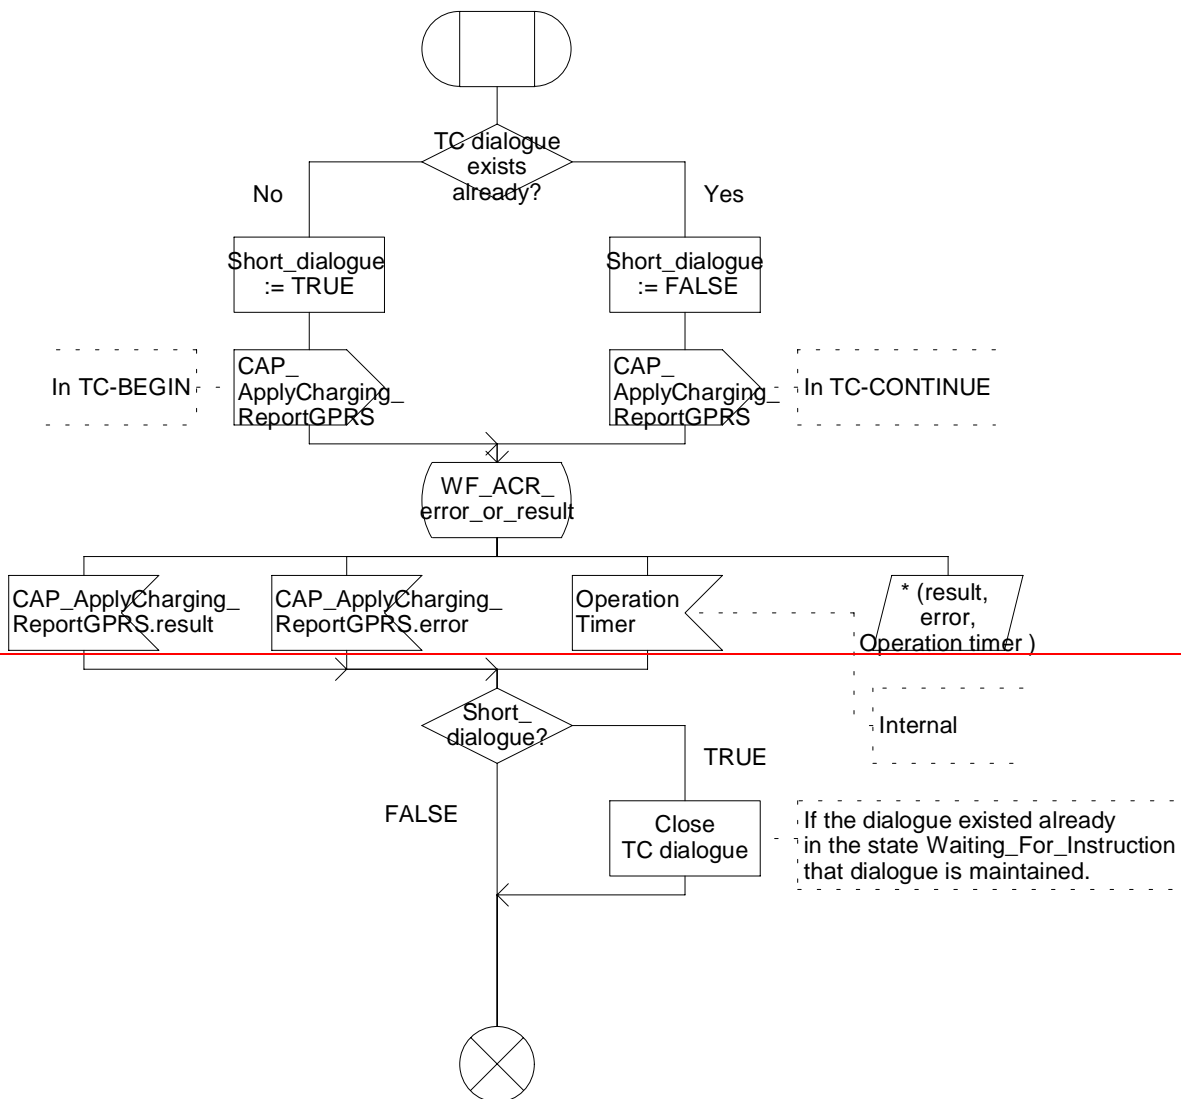 TC dialogue
exists
already?
No
Yes
Short_dialogue
:= TRUE
Short_dialogue
:= FALSE
In TC-BEGIN
CAP_
ApplyCharging_
ReportGPRS
CAP_
ApplyCharging_
ReportGPRS
In TC-CONTINUE
WF_ACR_
error_or_result
CAP_ApplyCharging_
ReportGPRS.result
CAP_ApplyCharging_
ReportGPRS.error
Operation
Timer
* (result,
error,
Operation timer )
Short_
dialogue?
Internal
TRUE
FALSE
Close
TC dialogue
If the dialogue existed already
in the state Waiting_For_Instruction
that dialogue is maintained.